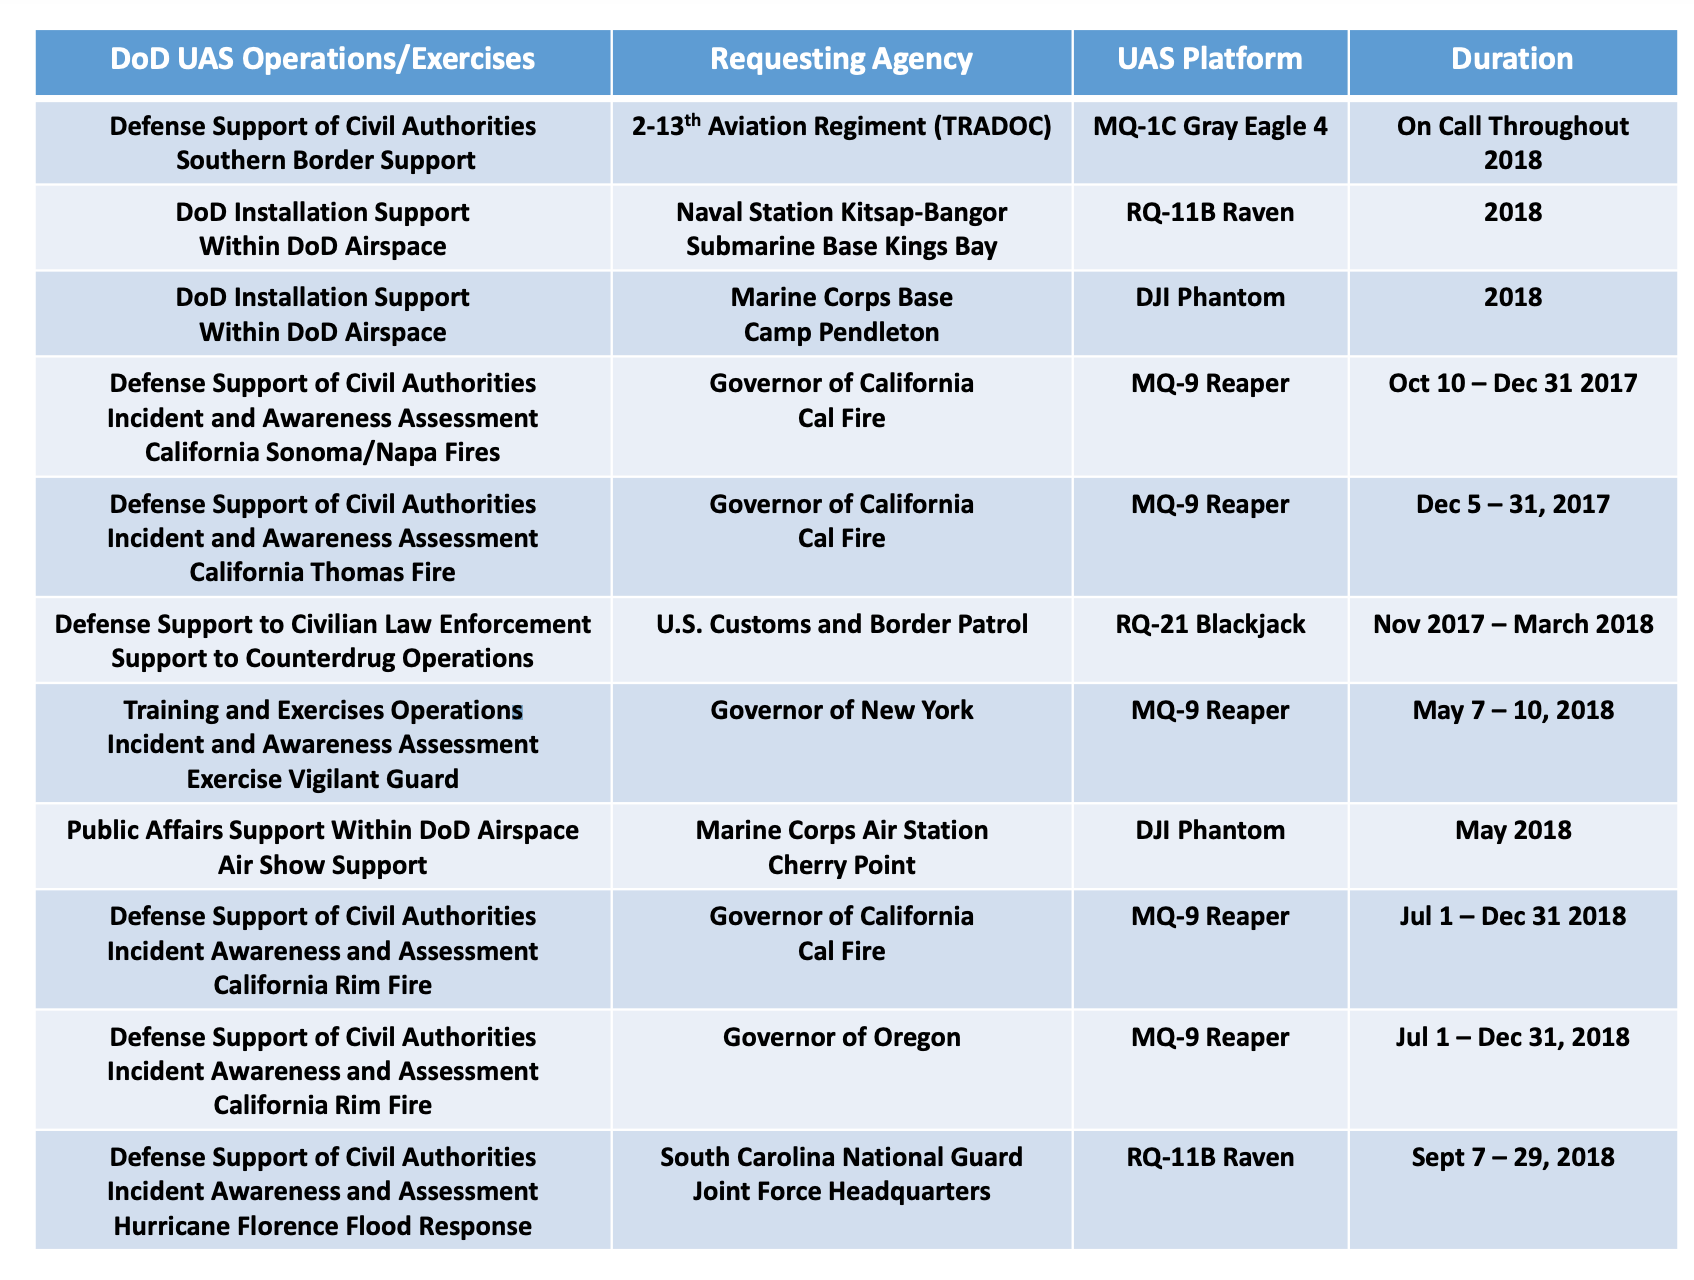 DoD UAS Operations/Exercises
Requesting Agency
UAS Platform
Duration
Defense Support of Civil Authorities
Southern Border Support
2-13th Aviation Regiment (TRADOC)
MQ-1C Gray Eagle 4
On Call Throughout
2018
DoD Installation Support
Within DoD Airspace
Naval Station Kitsap-Bangor
Submarine Base Kings Bay
RQ-11B Raven
2018
DoD Installation Support
Within DoD Airspace
Marine Corps Base
Camp Pendleton
DJI Phantom
2018
Defense Support of Civil Authorities
Incident and Awareness Assessment
California Sonoma/Napa Fires
Governor of California
Cal Fire
MQ-9 Reaper
Oct 10 – Dec 31 2017
Defense Support of Civil Authorities
Incident and Awareness Assessment
California Thomas Fire
Governor of California
Cal Fire
MQ-9 Reaper
Dec 5 – 31, 2017
Defense Support to Civilian Law Enforcement
Support to Counterdrug Operations
U.S. Customs and Border Patrol
RQ-21 Blackjack
Nov 2017 – March 2018
Training and Exercises Operations
Incident and Awareness Assessment
Exercise Vigilant Guard
Governor of New York
MQ-9 Reaper
May 7 – 10, 2018
Public Affairs Support Within DoD Airspace
Air Show Support
Marine Corps Air Station
Cherry Point
DJI Phantom
May 2018
Defense Support of Civil Authorities
Incident Awareness and Assessment
California Rim Fire
Governor of California
Cal Fire
MQ-9 Reaper
Jul 1 – Dec 31 2018
Defense Support of Civil Authorities
Incident Awareness and Assessment
California Rim Fire
Governor of Oregon
MQ-9 Reaper
Jul 1 – Dec 31, 2018
Defense Support of Civil Authorities
Incident Awareness and Assessment
Hurricane Florence Flood Response
South Carolina National Guard
Joint Force Headquarters
RQ-11B Raven
Sept 7 – 29, 2018